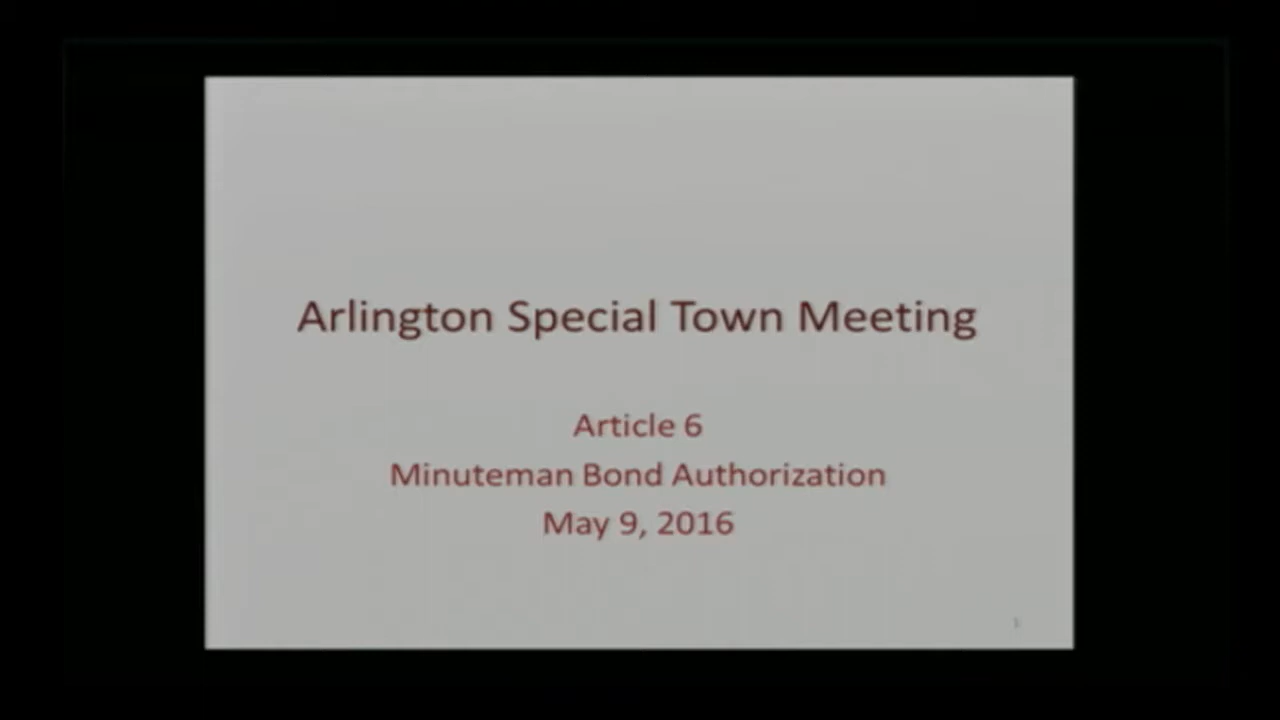 Arlington Special Town Meeting
Article 6
Minuteman Bond Authorization
May 9, 2016